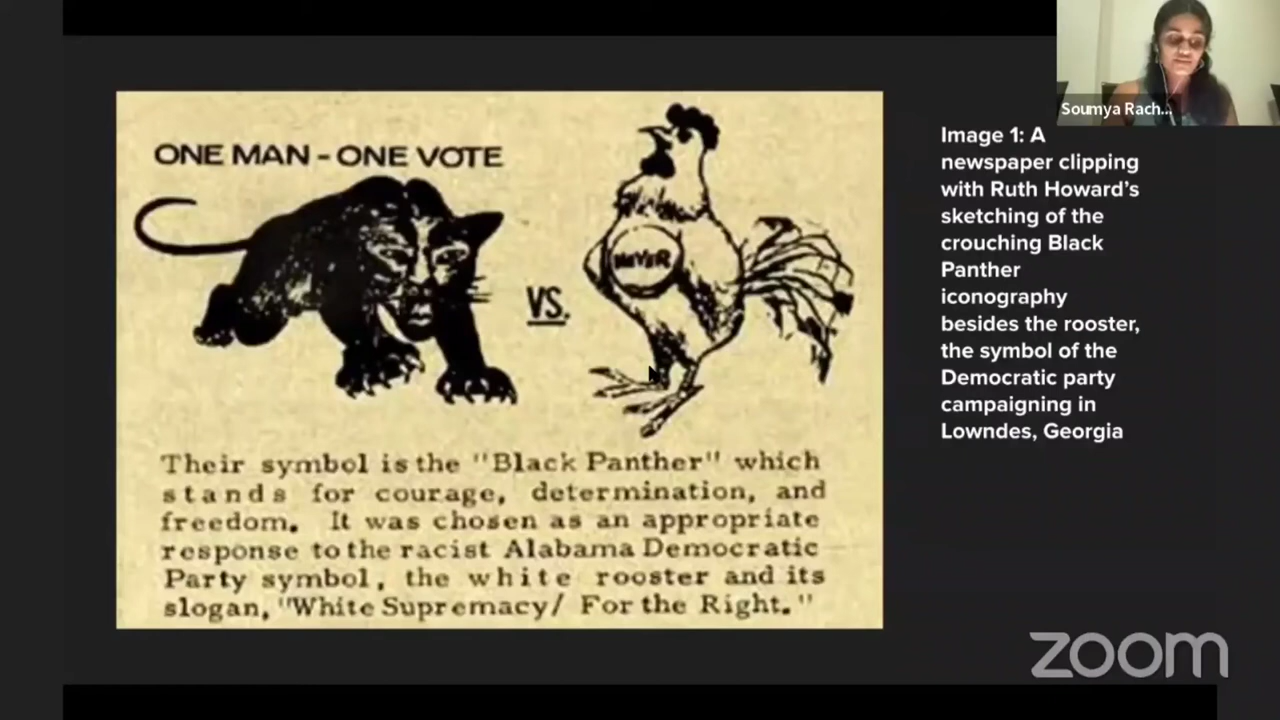 ONE MAN - ONE VOTE
VS.
NEVER
Their symbol is the "Black Panther" which
stands for courage, determination, and
freedom. It was chosen as an appropriate
response to the racist Alabama Democratic
Party symbol, the white rooster and its
slogan, "White Supremacy/ For the Right."
Soumya Rach...
Image 1: A
newspaper clipping
with Ruth Howard's
sketching of the
crouching Black
Panther
iconography
besides the rooster,
the symbol of the
Democratic party
campaigning in
Lowndes, Georgia
zoom